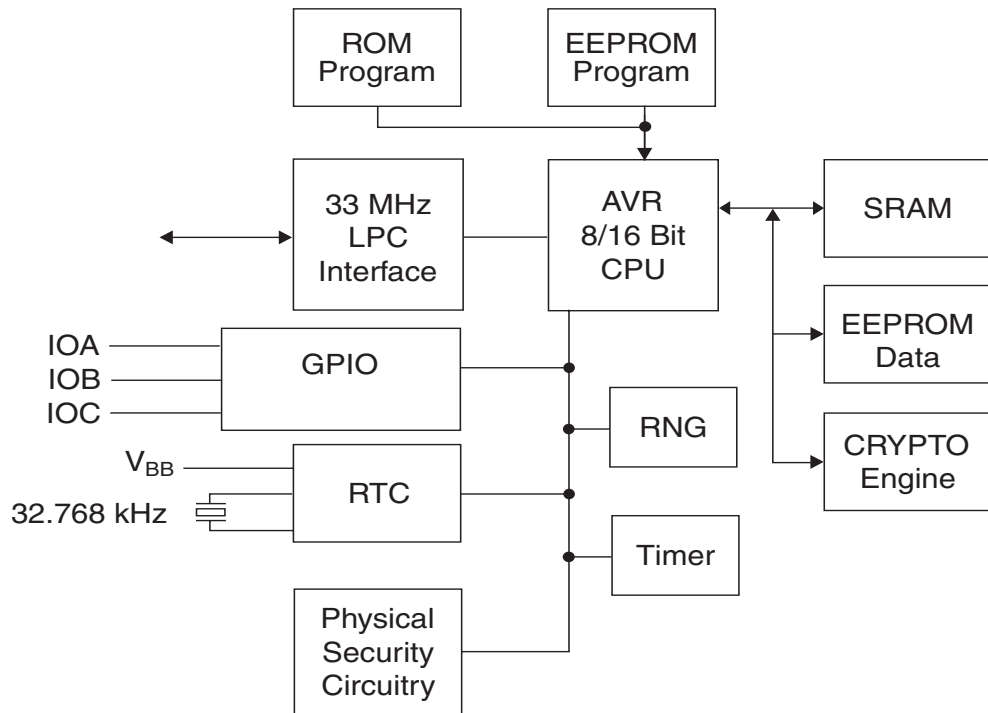 ROM
Program
EEPROM
Program
33 MHz
LPC
Interface
AVR
8/16 Bit
CPU
SRAM
EEPROM
Data
CRYPTO
Engine
IOA
IOB
IOC
GPIO
RNG
VBB
32.768 kHz
RTC
Timer
Physical
Security
Circuitry